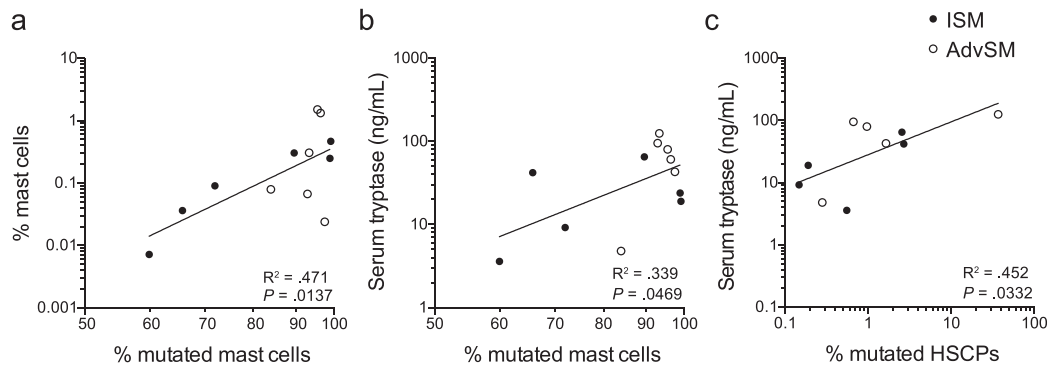 a
b
c
ISM
AdvSM
% mast cells
10
1
0.1
0.01
0.001
50 60 70 80 90 100
% mutated mast cells
R² = .471
P = .0137
Serum tryptase (ng/mL)
1000
100
10
1
50 60 70 80 90 100
% mutated mast cells
R² = .339
P = .0469
Serum tryptase (ng/mL)
1000
100
10
1
0.1
0.1 1 10 100
% mutated HSCPs
R² = .452
P = .0332